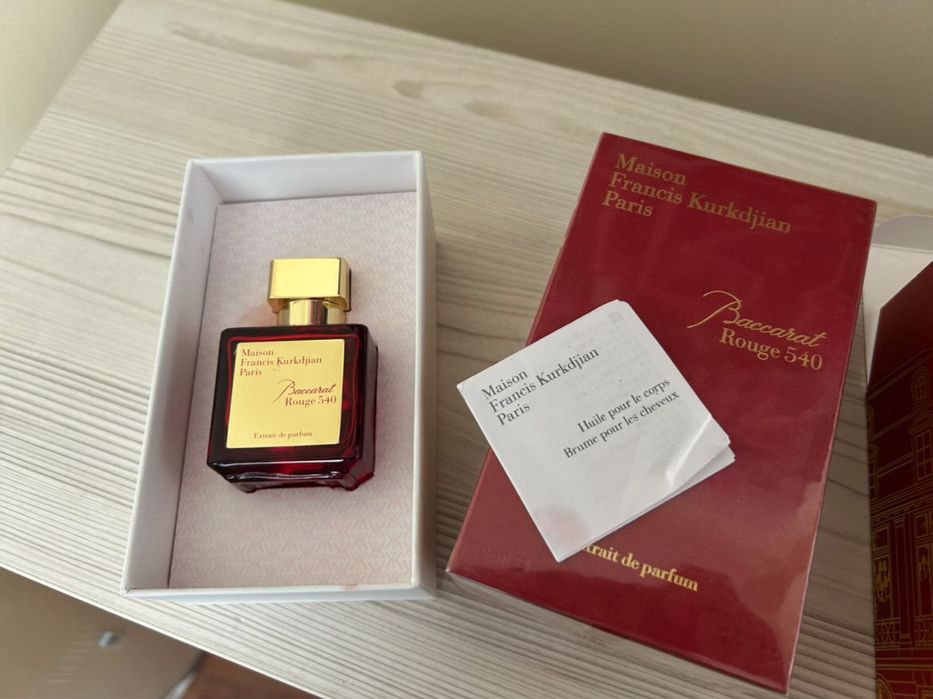 Maison
Francis Kurkdjian
Paris
Baccarat
Rouge 540
Extrait de parfum
Maison
Francis Kurkdjian
Paris
Baccarat
Rouge 540
Maison
Francis Kurkdjian
Paris
Huile pour le corps
Brume pour les cheveux
trait de parfum